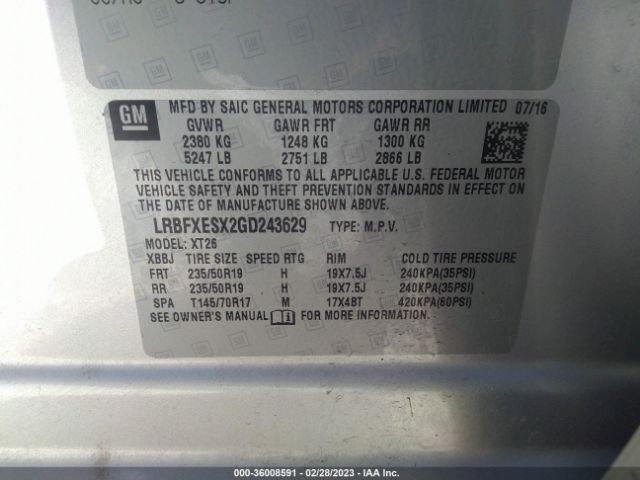 GM
MFD BY SAIC GENERAL MOTORS CORPORATION LIMITED 07/16
GVWR GAWR FRT GAWR RR
2380 KG 1248 KG 1300 KG
5247 LB 2751 LB 2866 LB
THIS VEHICLE CONFORMS TO ALL APPLICABLE U.S. FEDERAL MOTOR
VEHICLE SAFETY AND THEFT PREVENTION STANDARDS IN EFFECT ON
THE DATE OF MANUFACTURE SHOWN ABOVE.
LRBFXESX2GD243629 TYPE: M.P.V.
MODEL: XT26
XBBJ TIRE SIZE SPEED RTG RIM COLD TIRE PRESSURE
FRT 235/50R19 H 19X7.5J 240KPA(35PSI)
RR 235/50R19 H 19X7.5J 240KPA(35PSI)
SPA T145/70R17 M 17X4BT 420KPA(60PSI)
SEE OWNER'S MANUAL FOR MORE INFORMATION.
000-36008591 - 02/28/2023 - IAA Inc.